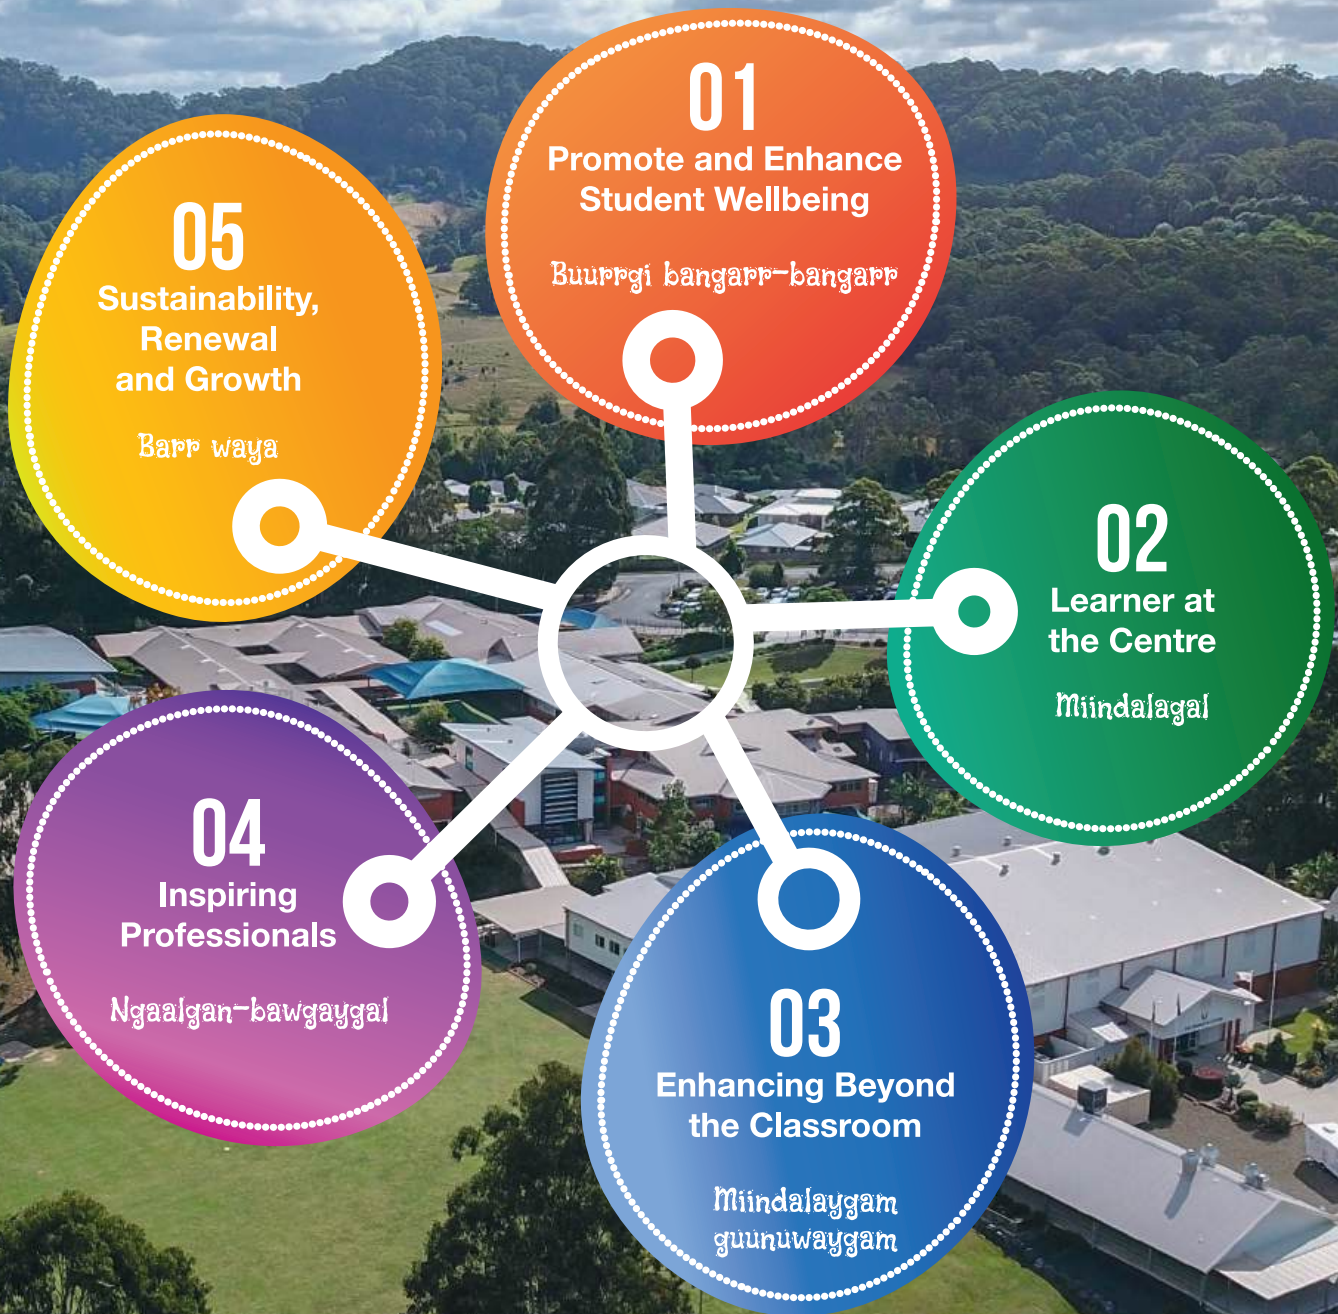 01
Promote and Enhance
Student Wellbeing
Buurrgi bangarr-bangarr
02
Learner at
the Centre
Miindalagal
03
Enhancing Beyond
the Classroom
Miindalaygam
guunuwaygam
04
Inspiring
Professionals
Ngaalgan-bawgaygal
05
Sustainability,
Renewal
and Growth
Barr waya